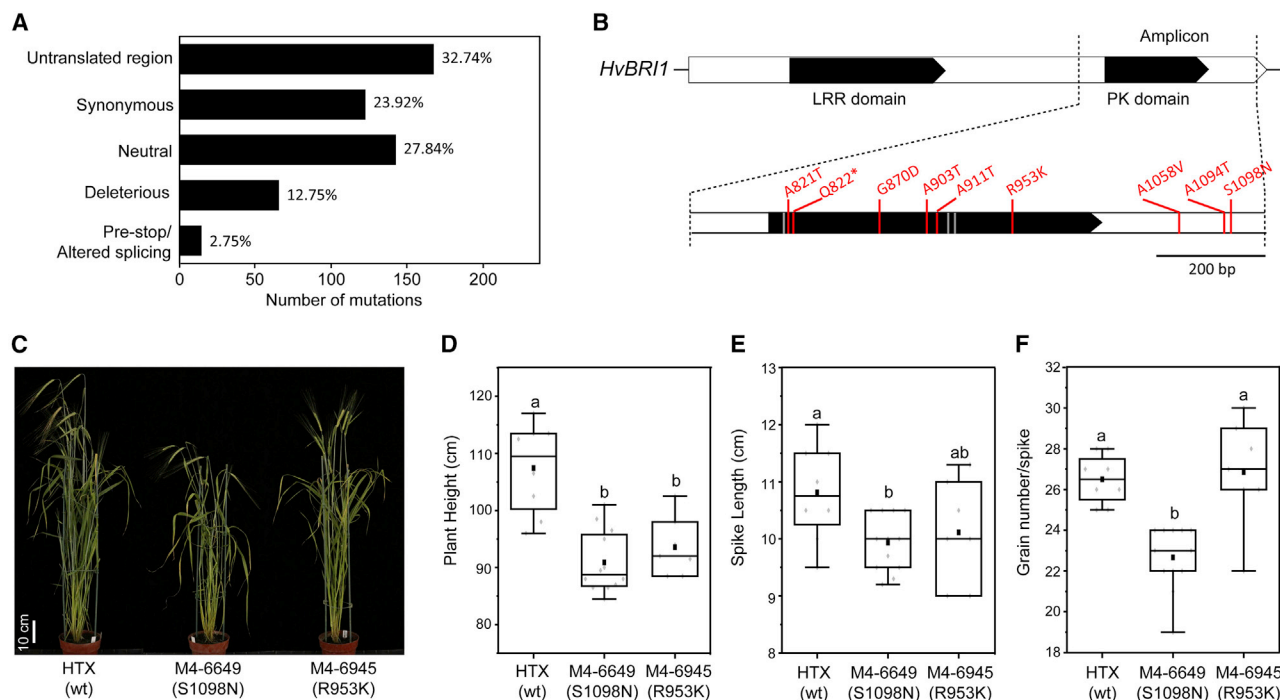 A
Untranslated region
32.74%
Synonymous
23.92%
Neutral
27.84%
Deleterious
12.75%
Pre-stop/
Altered splicing
2.75%
0 50 100 150 200
Number of mutations
B
Amplicon
HvBRI1
LRR domain
PK domain
A821T
Q822*
G870D
A903T
A911T
R953K
A1058V
A1094T
S1098N
200 bp
C
10 cm
HTX
(wt)
M4-6649
(S1098N)
M4-6945
(R953K)
D
Plant Height (cm)
120
110
100
90
80
a
b
b
HTX
(wt)
M4-6649
(S1098N)
M4-6945
(R953K)
E
Spike Length (cm)
13
12
11
10
9
8
a
b
ab
HTX
(wt)
M4-6649
(S1098N)
M4-6945
(R953K)
F
Grain number/spike
32
30
28
26
24
22
20
18
a
b
a
HTX
(wt)
M4-6649
(S1098N)
M4-6945
(R953K)